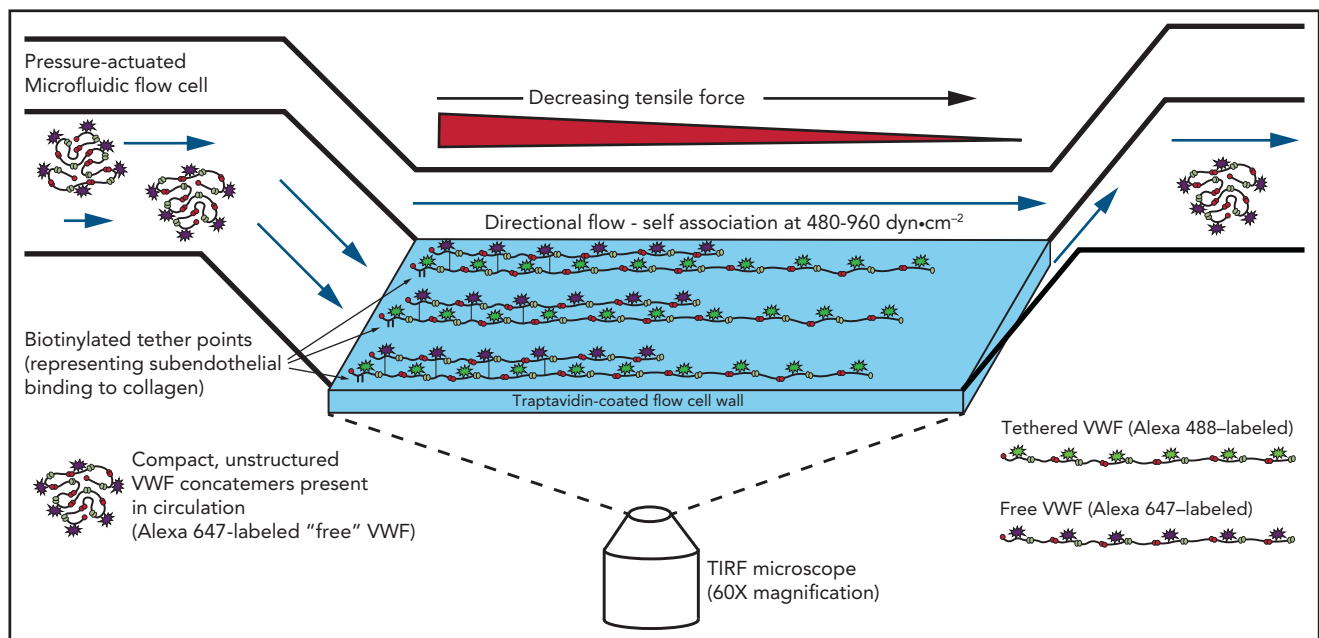 Pressure-actuated
Microfluidic flow cell
Decreasing tensile force
Directional flow - self association at 480-960 dyn•cm⁻²
Biotinylated tether points
(representing subendothelial
binding to collagen)
Traptavidin-coated flow cell wall
Compact, unstructured
VWF concatemers present
in circulation
(Alexa 647-labeled "free" VWF)
TIRF microscope
(60X magnification)
Tethered VWF (Alexa 488–labeled)
Free VWF (Alexa 647–labeled)